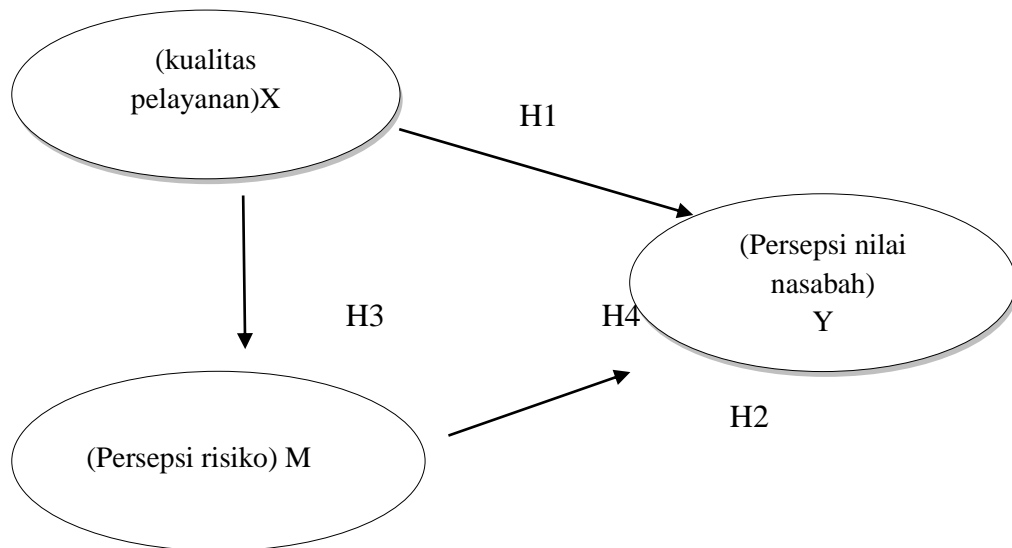 (kualitas
pelayanan)X
H1
(Persepsi nilai
nasabah)
Y
H3
H4
H2
(Persepsi risiko) M